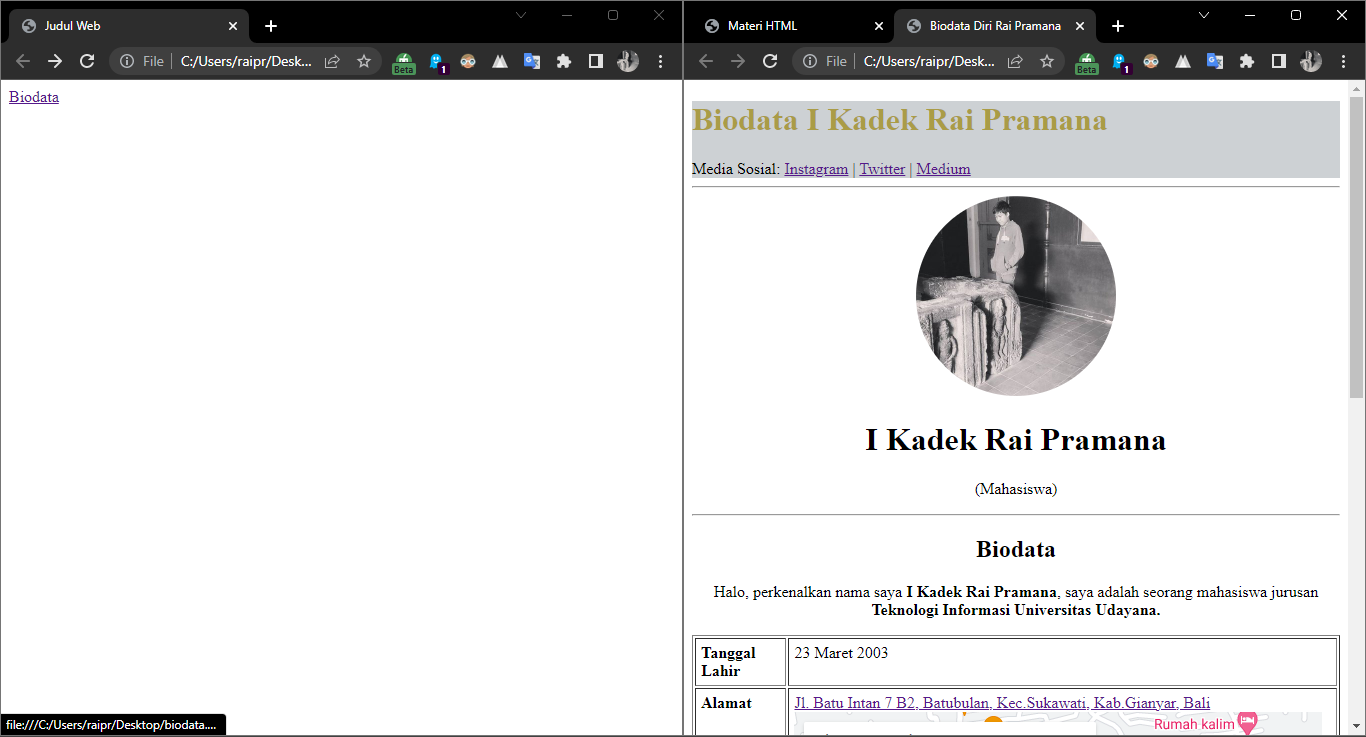 Judul Web
File
C:/Users/raipr/Desk...
Beta
1
Biodata
file:///C:/Users/raipr/Desktop/biodata....
Materi HTML
Biodata Diri Rai Pramana
File
C:/Users/raipr/Desk...
Beta
1
Biodata I Kadek Rai Pramana
Media Sosial: Instagram | Twitter | Medium
I Kadek Rai Pramana
(Mahasiswa)
Biodata
Halo, perkenalkan nama saya I Kadek Rai Pramana, saya adalah seorang mahasiswa jurusan
Teknologi Informasi Universitas Udayana.
Tanggal Lahir
23 Maret 2003
Alamat
Jl. Batu Intan 7 B2, Batubulan, Kec.Sukawati, Kab.Gianyar, Bali
Rumah kalim